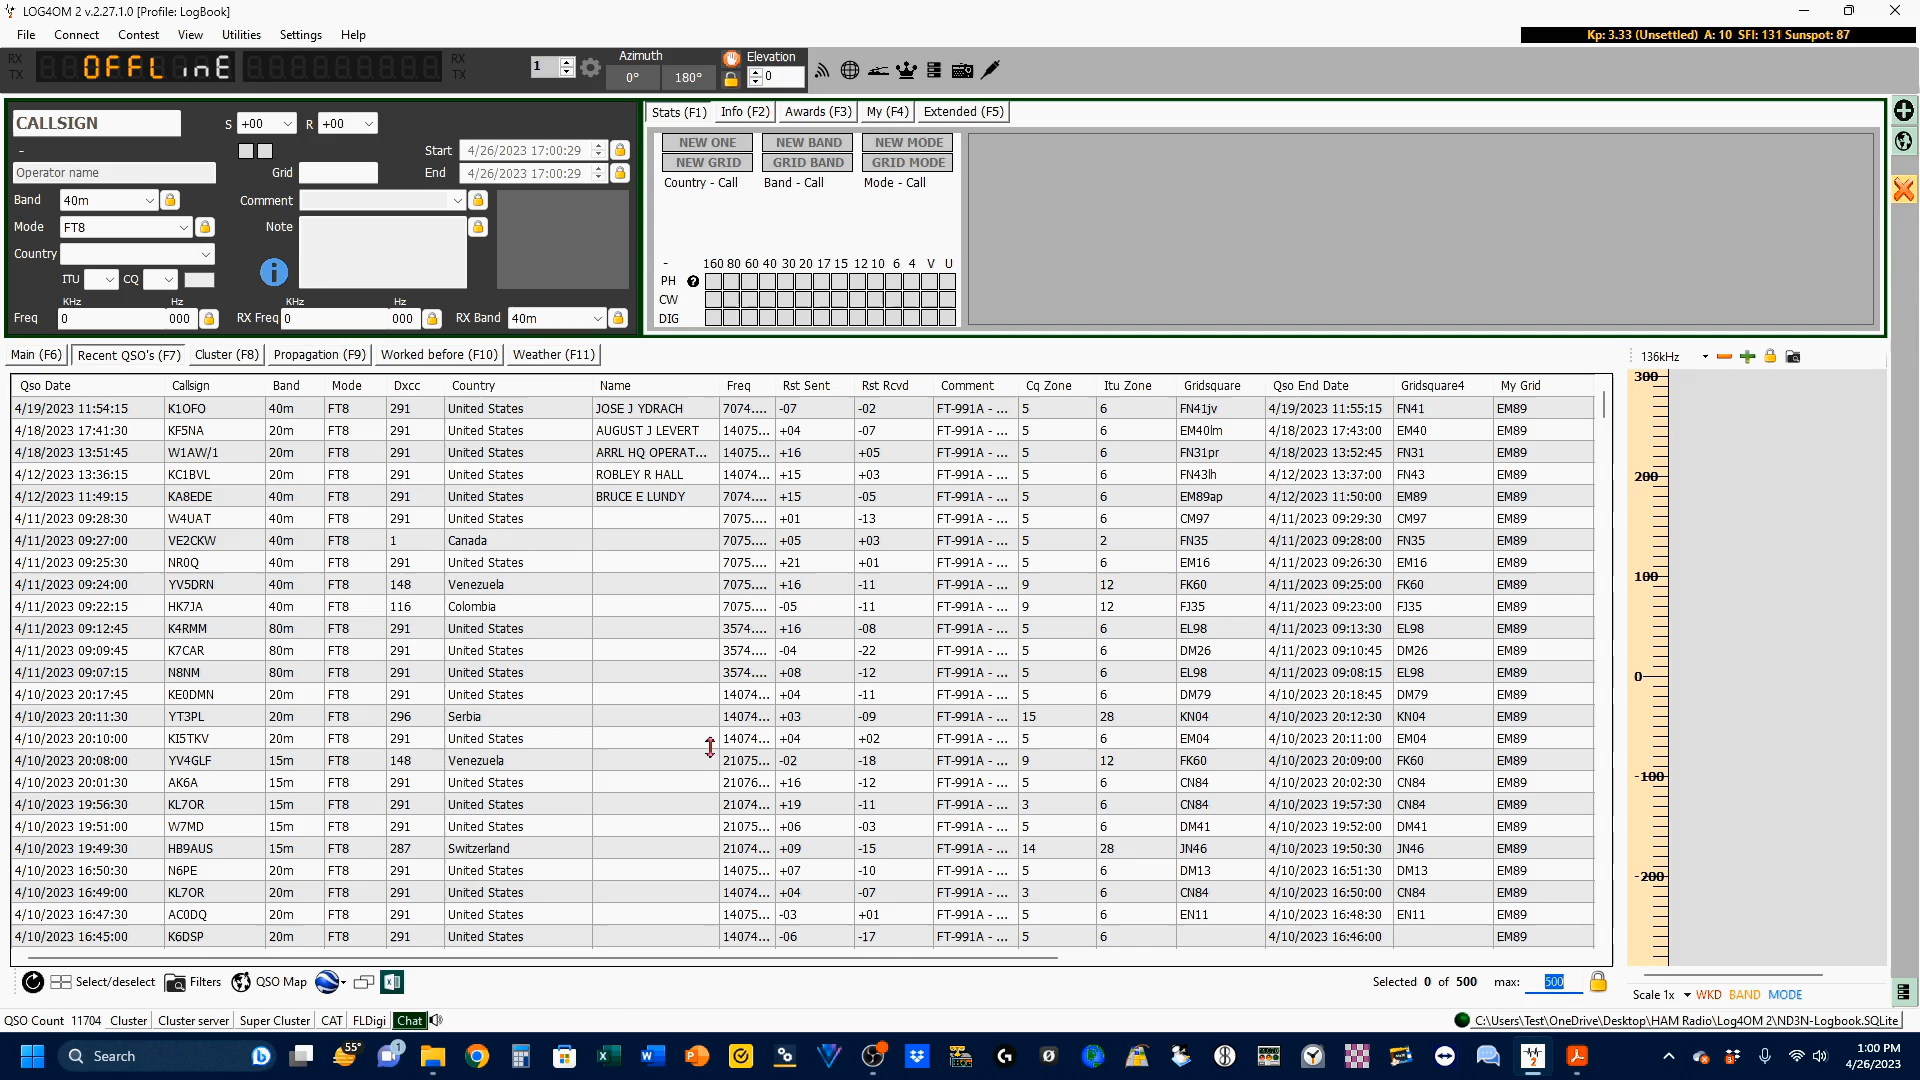 LOG4OM 2 v.2.27.1.0 [Profile: LogBook]
File Connect Contest View Utilities Settings Help
Kp: 3.33 (Unsettled) A: 10 SFI: 131 Sunspot: 87
RX TX OFFLinE RX TX 1 Azimuth 0° 180° Elevation 0
CALLSIGN S +00 R +00
Stats (F1) Info (F2) Awards (F3) My (F4) Extended (F5)
- Start 4/26/2023 17:00:29
Operator name Grid End 4/26/2023 17:00:29
Band 40m Comment
Mode FT8 Note
Country
ITU CQ
KHz Hz KHz Hz
Freq 0 000 RX Freq 0 000 RX Band 40m
NEW ONE NEW BAND NEW MODE
NEW GRID GRID BAND GRID MODE
Country - Call Band - Call Mode - Call
- 160 80 60 40 30 20 17 15 12 10 6 4 V U
PH
CW
DIG
Main (F6) Recent QSO's (F7) Cluster (F8) Propagation (F9) Worked before (F10) Weather (F11)
136kHz
Qso Date Callsign Band Mode Dxcc Country Name Freq Rst Sent Rst Rcvd Comment Cq Zone Itu Zone Gridsquare Qso End Date Gridsquare4 My Grid
4/19/2023 11:54:15 K1OFO 40m FT8 291 United States JOSE J YDRACH 7074.... -07 -02 FT-991A - ... 5 6 FN41jv 4/19/2023 11:55:15 FN41 EM89
4/18/2023 17:41:30 KF5NA 20m FT8 291 United States AUGUST J LEVERT 14075... +04 -07 FT-991A - ... 5 6 EM40lm 4/18/2023 17:43:00 EM40 EM89
4/18/2023 13:51:45 W1AW/1 20m FT8 291 United States ARRL HQ OPERAT... 14075... +16 +05 FT-991A - ... 5 6 FN31pr 4/18/2023 13:52:45 FN31 EM89
4/12/2023 13:36:15 KC1BVL 20m FT8 291 United States ROBLEY R HALL 14074... +15 +03 FT-991A - ... 5 6 FN43lh 4/12/2023 13:37:00 FN43 EM89
4/12/2023 11:49:15 KA8EDE 40m FT8 291 United States BRUCE E LUNDY 7074.... +15 -05 FT-991A - ... 5 6 EM89ap 4/12/2023 11:50:00 EM89 EM89
4/11/2023 09:28:30 W4UAT 40m FT8 291 United States 7075.... +01 -13 FT-991A - ... 5 6 CM97 4/11/2023 09:29:30 CM97 EM89
4/11/2023 09:27:00 VE2CKW 40m FT8 1 Canada 7075.... +05 +03 FT-991A - ... 5 2 FN35 4/11/2023 09:28:00 FN35 EM89
4/11/2023 09:25:30 NR0Q 40m FT8 291 United States 7075.... +21 +01 FT-991A - ... 5 6 EM16 4/11/2023 09:26:30 EM16 EM89
4/11/2023 09:24:00 YV5DRN 40m FT8 148 Venezuela 7075.... +16 -11 FT-991A - ... 9 12 FK60 4/11/2023 09:25:00 FK60 EM89
4/11/2023 09:22:15 HK7JA 40m FT8 116 Colombia 7075.... -05 -11 FT-991A - ... 9 12 FJ35 4/11/2023 09:23:00 FJ35 EM89
4/11/2023 09:12:45 K4RMM 80m FT8 291 United States 3574.... +16 -08 FT-991A - ... 5 6 EL98 4/11/2023 09:13:30 EL98 EM89
4/11/2023 09:09:45 K7CAR 80m FT8 291 United States 3574.... -04 -22 FT-991A - ... 5 6 DM26 4/11/2023 09:10:45 DM26 EM89
4/11/2023 09:07:15 N8NM 80m FT8 291 United States 3574.... +08 -12 FT-991A - ... 5 6 EL98 4/11/2023 09:08:15 EL98 EM89
4/10/2023 20:17:45 KE0DMN 20m FT8 291 United States 14074... +04 -11 FT-991A - ... 5 6 DM79 4/10/2023 20:18:45 DM79 EM89
4/10/2023 20:11:30 YT3PL 20m FT8 296 Serbia 14074... +03 -09 FT-991A - ... 15 28 KN04 4/10/2023 20:12:30 KN04 EM89
4/10/2023 20:10:00 KI5TKV 20m FT8 291 United States 14074... +04 +02 FT-991A - ... 5 6 EM04 4/10/2023 20:11:00 EM04 EM89
4/10/2023 20:08:00 YV4GLF 15m FT8 148 Venezuela 21075... -02 -18 FT-991A - ... 9 12 FK60 4/10/2023 20:09:00 FK60 EM89
4/10/2023 20:01:30 AK6A 15m FT8 291 United States 21076... +16 -12 FT-991A - ... 5 6 CN84 4/10/2023 20:02:30 CN84 EM89
4/10/2023 19:56:30 KL7OR 15m FT8 291 United States 21074... +19 -11 FT-991A - ... 3 6 CN84 4/10/2023 19:57:30 CN84 EM89
4/10/2023 19:51:00 W7MD 15m FT8 291 United States 21075... +06 -03 FT-991A - ... 5 6 DM41 4/10/2023 19:52:00 DM41 EM89
4/10/2023 19:49:30 HB9AUS 15m FT8 287 Switzerland 21074... +09 -15 FT-991A - ... 14 28 JN46 4/10/2023 19:50:30 JN46 EM89
4/10/2023 16:50:30 N6PE 20m FT8 291 United States 14075... +07 -10 FT-991A - ... 5 6 DM13 4/10/2023 16:51:30 DM13 EM89
4/10/2023 16:49:00 KL7OR 20m FT8 291 United States 14074... +04 -07 FT-991A - ... 3 6 CN84 4/10/2023 16:50:00 CN84 EM89
4/10/2023 16:47:30 AC0DQ 20m FT8 291 United States 14075... -03 +01 FT-991A - ... 5 6 EN11 4/10/2023 16:48:30 EN11 EM89
4/10/2023 16:45:00 K6DSP 20m FT8 291 United States 14074... -06 -17 FT-991A - ... 5 6 4/10/2023 16:46:00 EM89
300
200
100
0
-100
-200
Select/deselect Filters QSO Map Selected 0 of 500 max: 500
Scale 1x WKD BAND MODE
QSO Count 11704 Cluster Cluster server Super Cluster CAT FLDigi Chat C:\Users\Test\OneDrive\Desktop\HAM Radio\Log4OM 2\ND3N-Logbook.SQLite
Search 55° 1 1:00 PM
4/26/2023